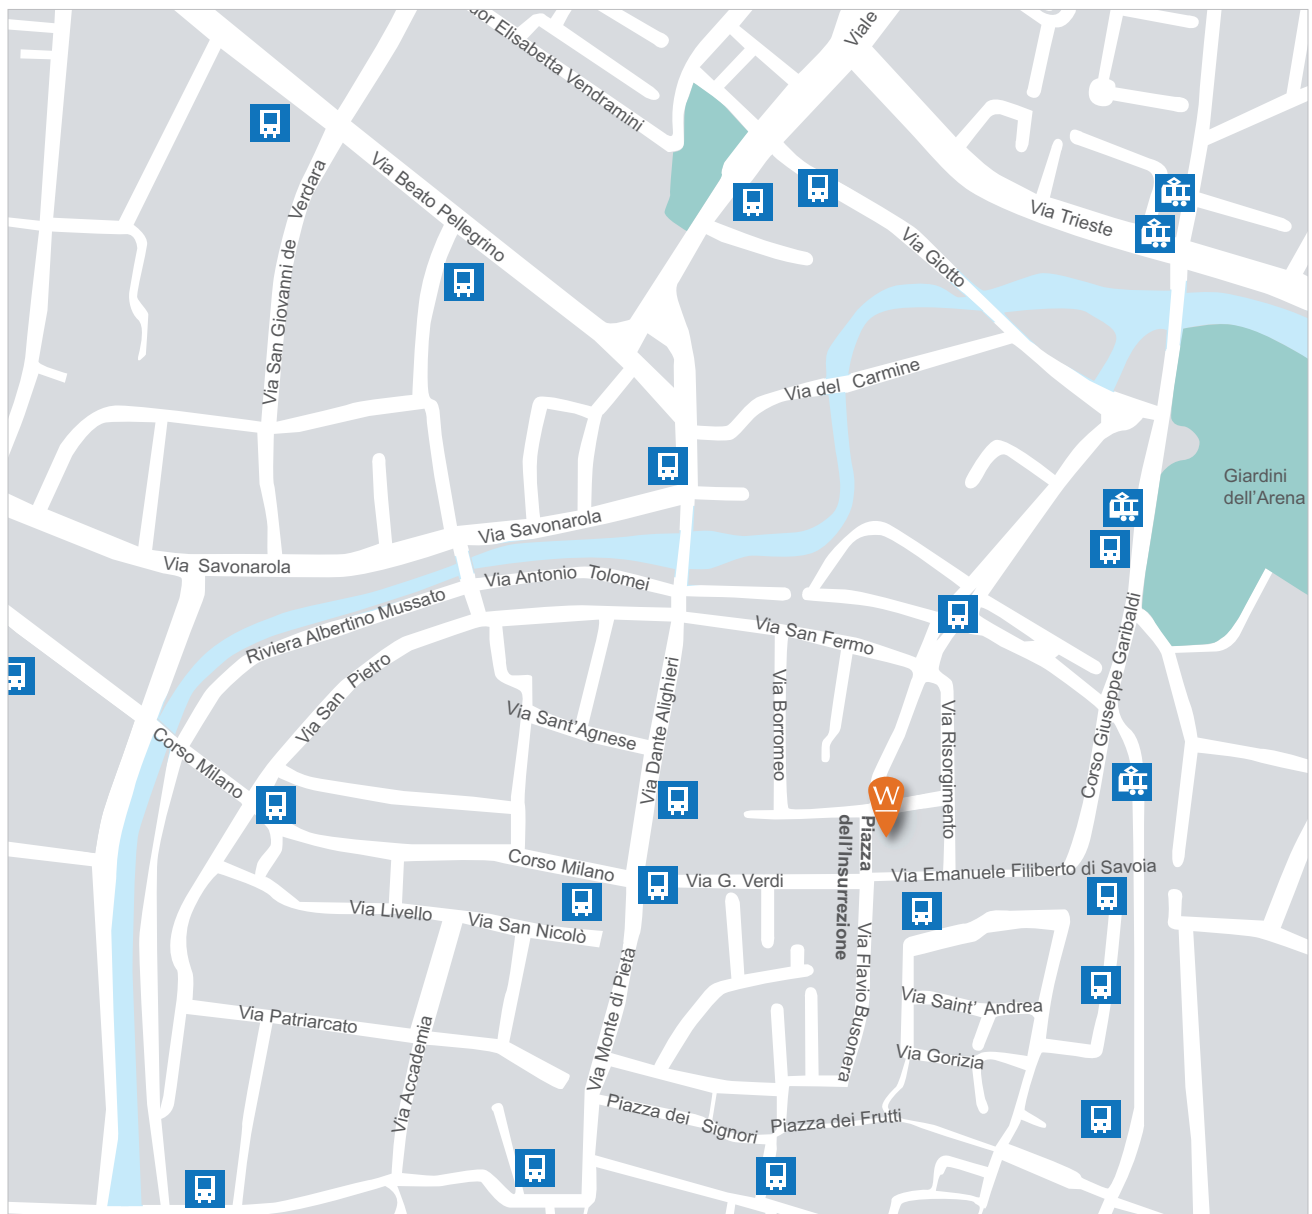 dor Elisabetta Vendramini
Viale
Via Beato Pellegrino
Via San Giovanni de Verdara
Via Trieste
Via Giotto
Via del Carmine
Giardini
dell'Arena
Via Savonarola
Via Savonarola
Via Antonio Tolomei
Riviera Albertino Mussato
Via San Fermo
Via San Pietro
Corso Giuseppe Garibaldi
Via Dante Alighieri
Via Borromeo
Via Risorgimento
Via Sant'Agnese
Corso Milano
W
Piazza
dell'Insurrezione
Corso Milano
Via G. Verdi
Via Emanuele Filiberto di Savoia
Via Livello
Via San Nicolò
Via Flavio Busonera
Via Monte di Pietà
Via Saint' Andrea
Via Patriarcato
Via Accademia
Via Gorizia
Piazza dei Signori
Piazza dei Frutti